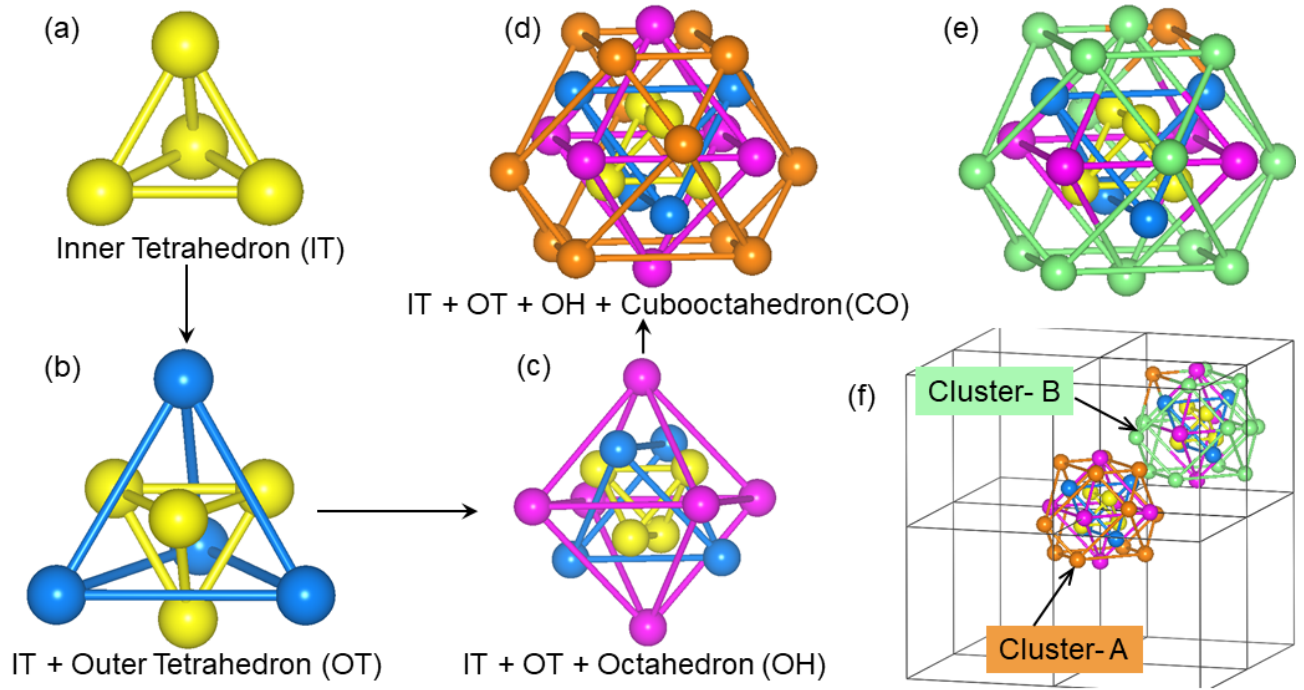 (a)
Inner Tetrahedron (IT)
(b)
IT + Outer Tetrahedron (OT)
(c)
IT + OT + Octahedron (OH)
(d)
IT + OT + OH + Cubooctahedron(CO)
(e)
(f)
Cluster- B
Cluster- A